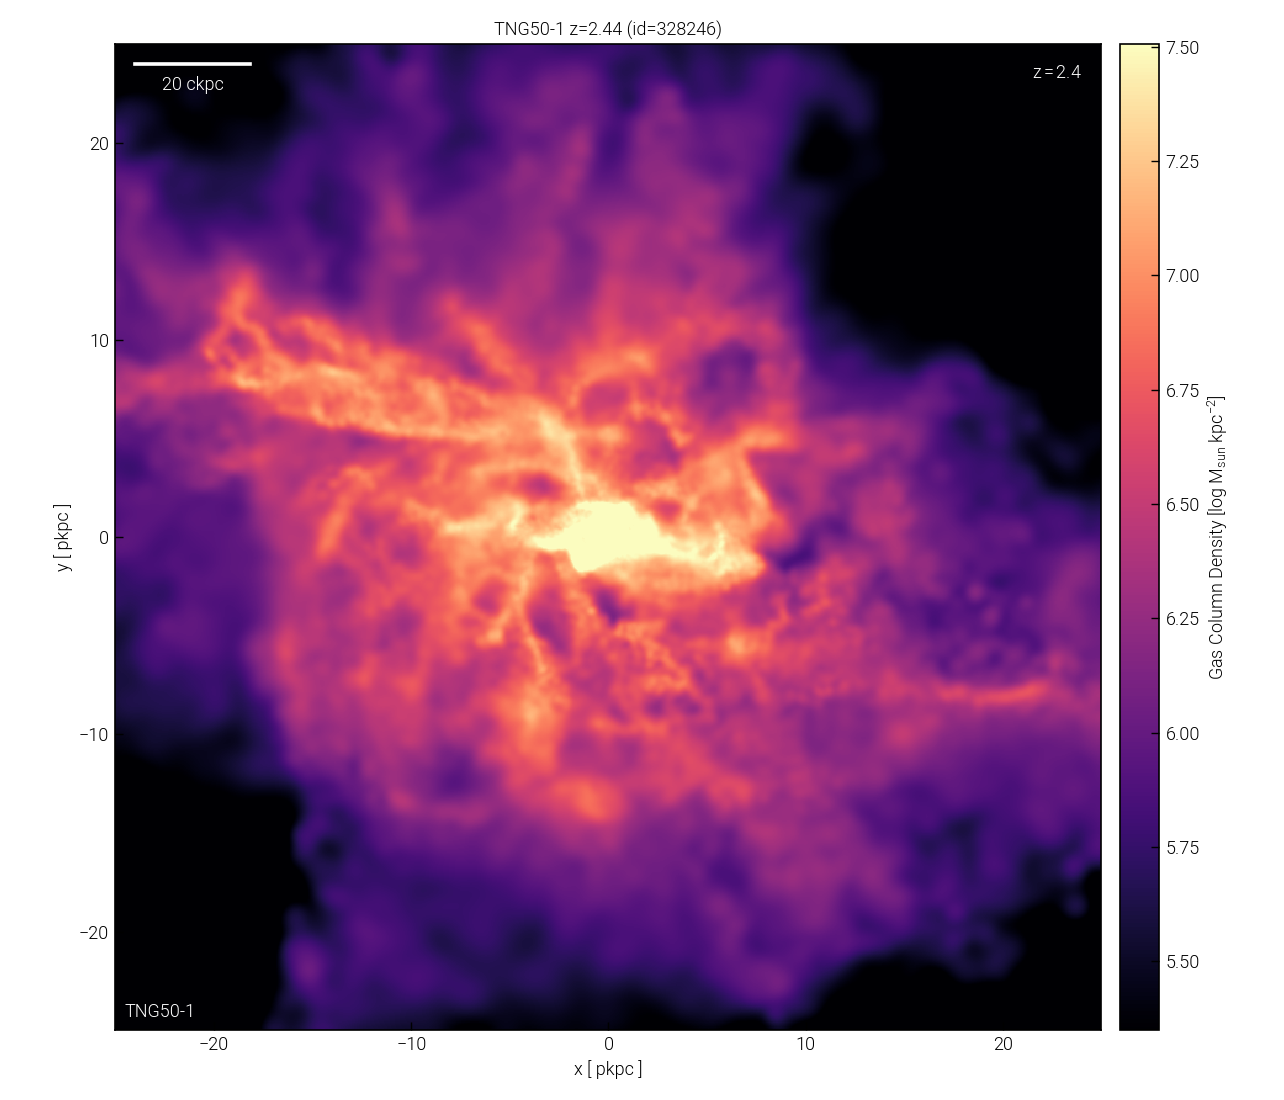 TNG50-1 z=2.44 (id=328246)
20 ckpc
z=2.4
TNG50-1
20
10
0
−10
−20
y [ pkpc ]
−20
−10
0
10
20
x [ pkpc ]
7.50
7.25
7.00
6.75
6.50
6.25
6.00
5.75
5.50
Gas Column Density [log M_sun kpc^−2]